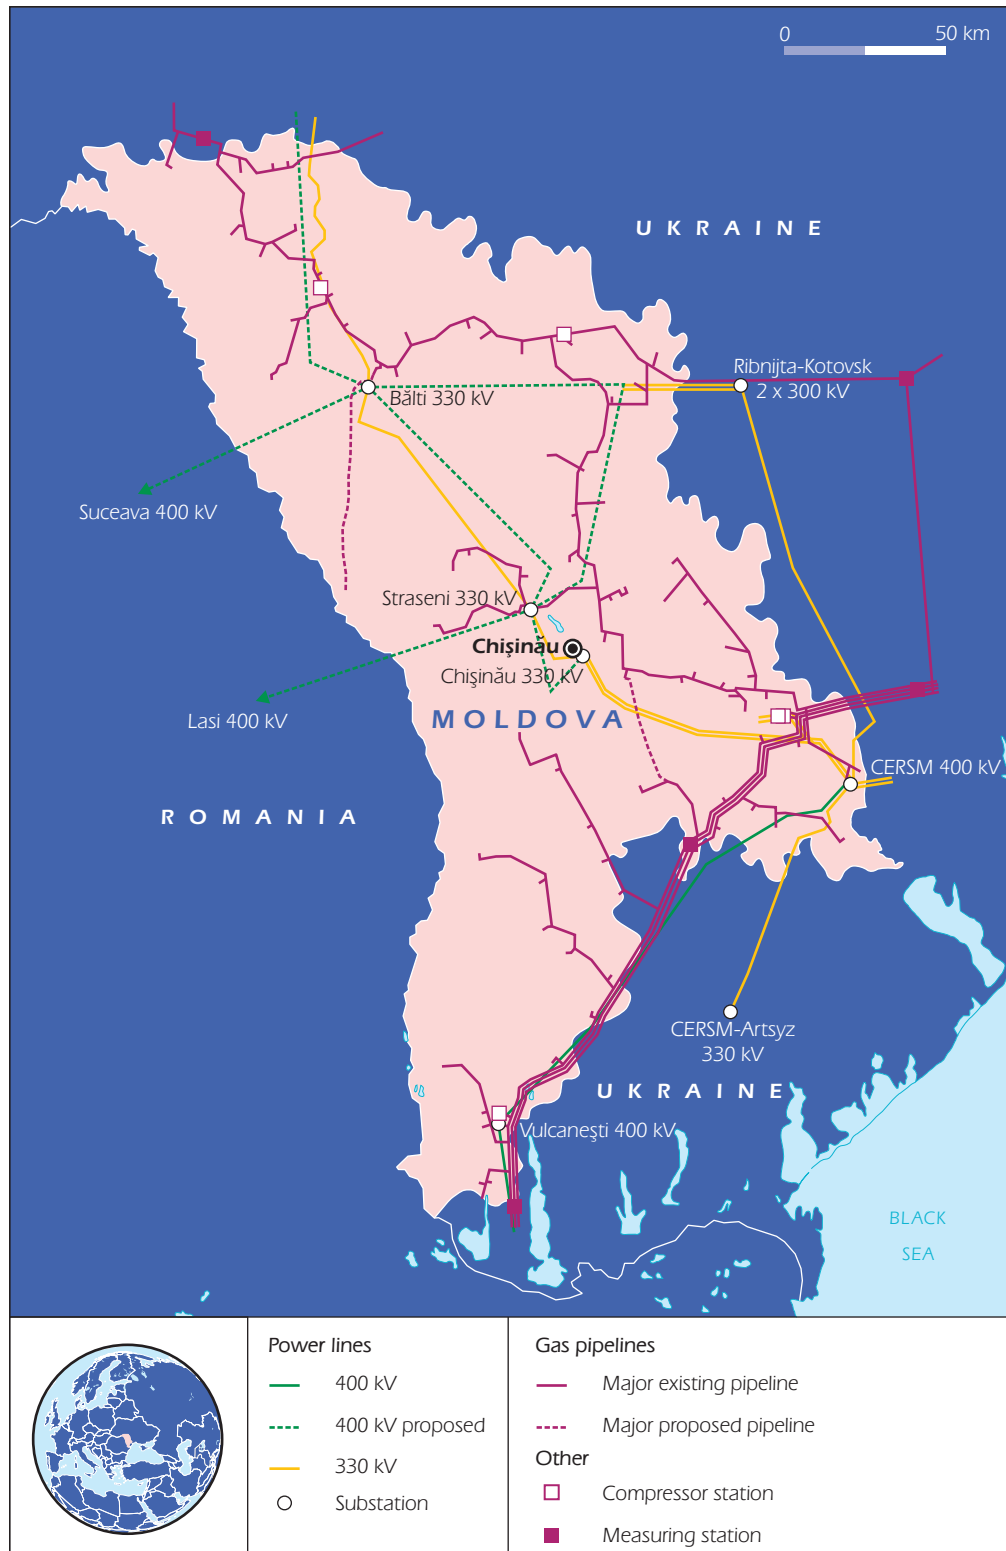 0 50 km
UKRAINE
Ribnijta-Kotovsk
2 x 300 kV
Bălti 330 kV
Suceava 400 kV
Straseni 330 kV
Chişinău
Chişinău 330 kV
Lasi 400 kV
MOLDOVA
CERSM 400 kV
ROMANIA
CERSM-Artsyz
330 kV
UKRAINE
Vulcaneşti 400 kV
BLACK
SEA
Power lines
400 kV
400 kV proposed
330 kV
Substation
Gas pipelines
Major existing pipeline
Major proposed pipeline
Other
Compressor station
Measuring station